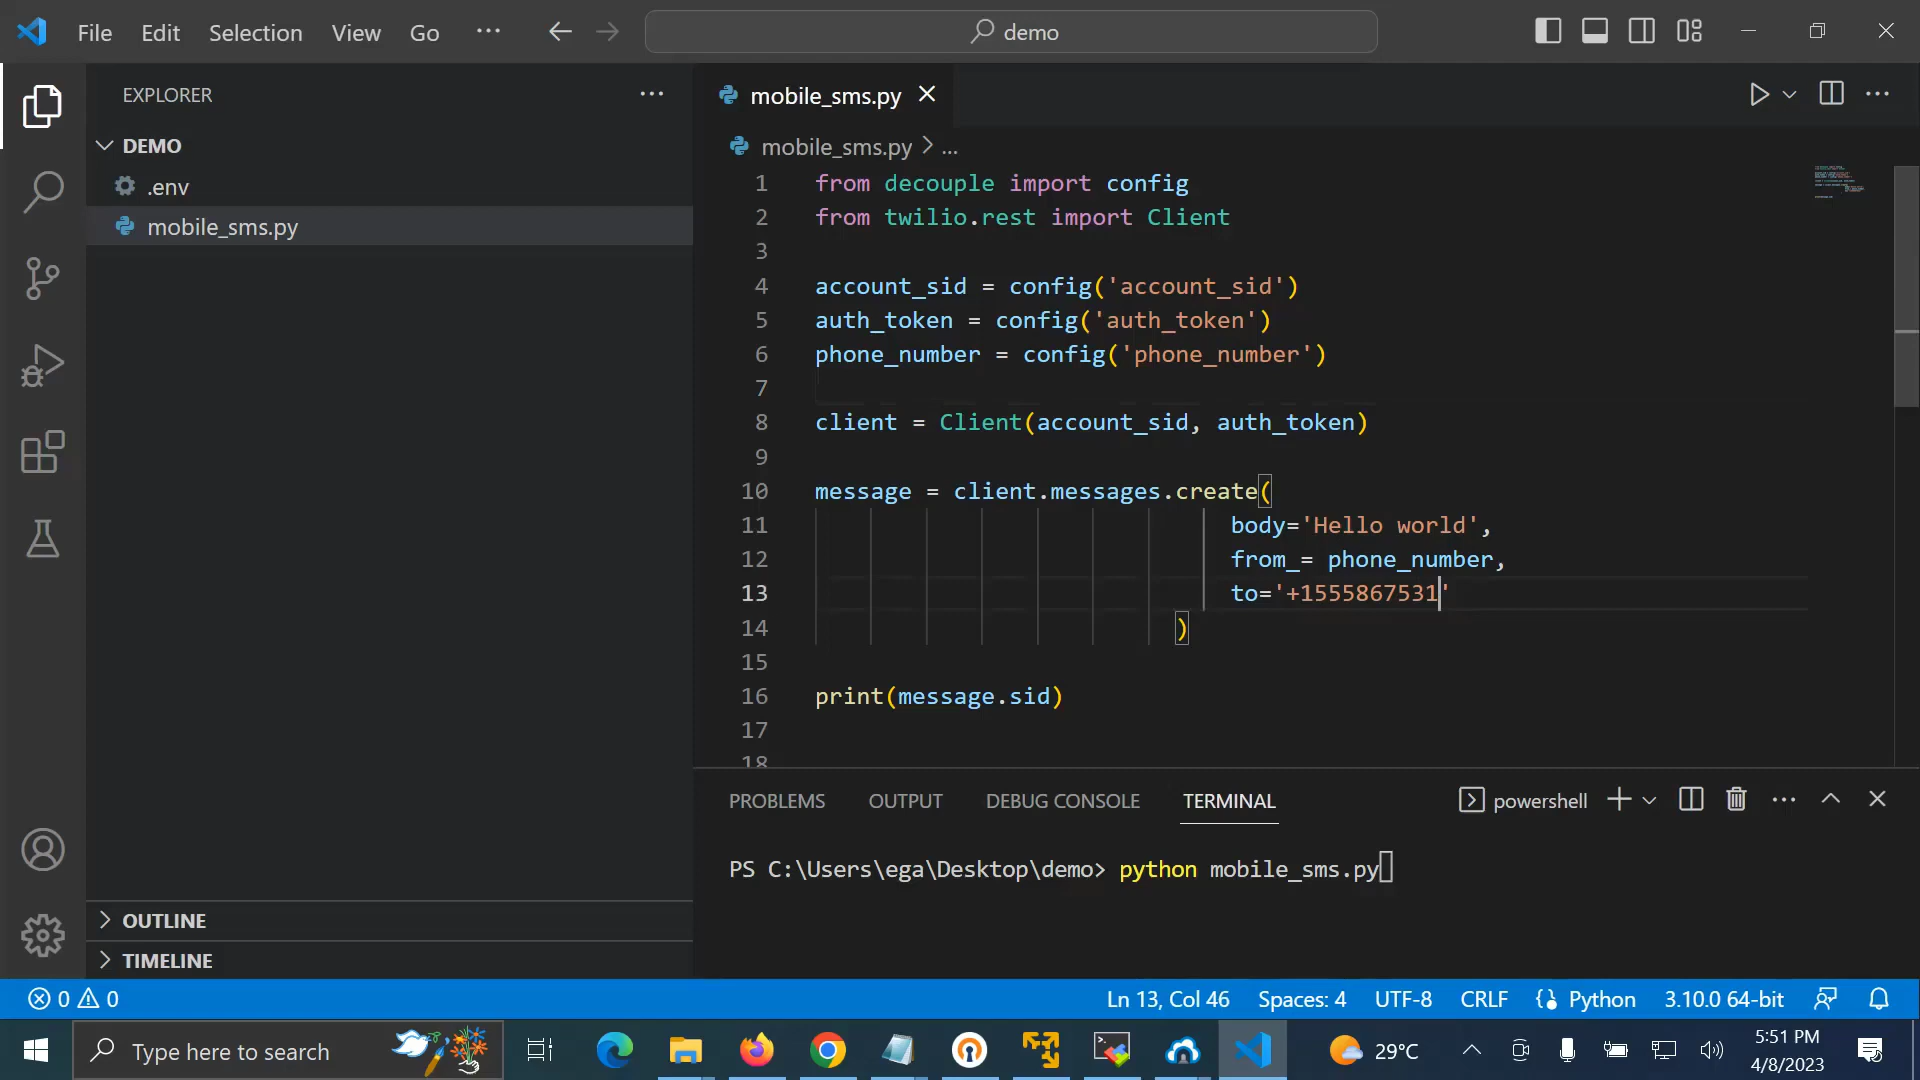 File Edit Selection View Go ···
demo
EXPLORER
DEMO
.env
mobile_sms.py
OUTLINE
TIMELINE
mobile_sms.py
mobile_sms.py > ...
1 from decouple import config
2 from twilio.rest import Client
3
4 account_sid = config('account_sid')
5 auth_token = config('auth_token')
6 phone_number = config('phone_number')
7
8 client = Client(account_sid, auth_token)
9
10 message = client.messages.create(
11 body='Hello world',
12 from_= phone_number,
13 to='+1555867531'
14 )
15
16 print(message.sid)
17
18
PROBLEMS OUTPUT DEBUG CONSOLE TERMINAL
powershell
PS C:\Users\ega\Desktop\demo> python mobile_sms.py
0 0
Ln 13, Col 46 Spaces: 4 UTF-8 CRLF Python 3.10.0 64-bit
Type here to search
29°C
5:51 PM
4/8/2023